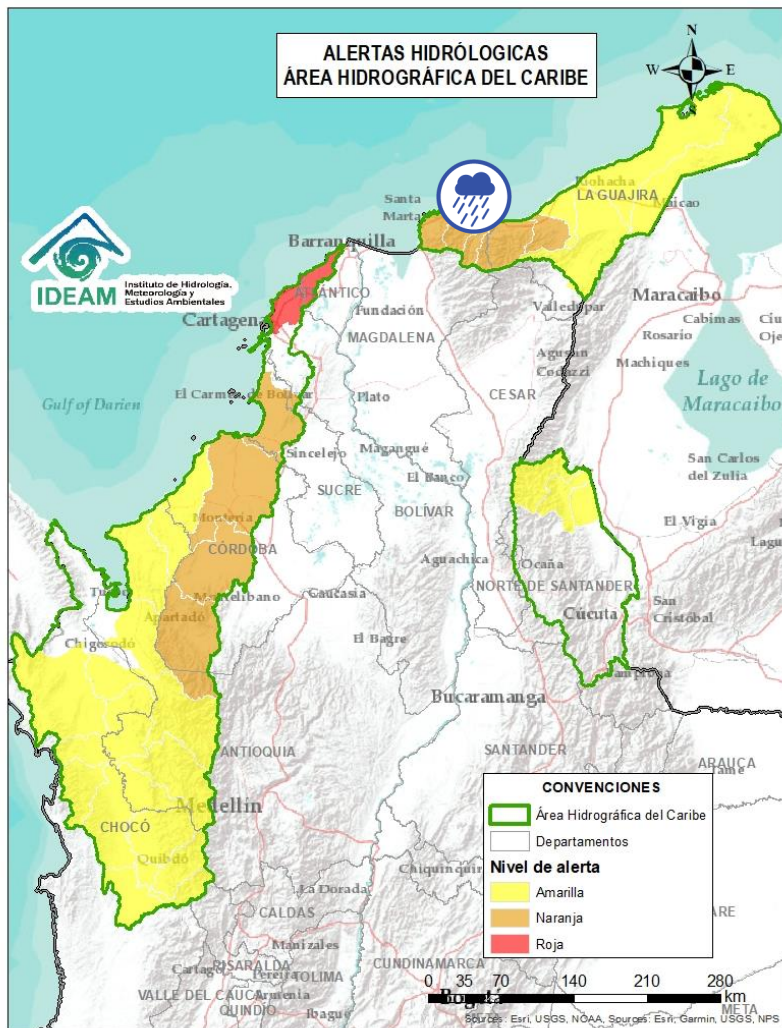 ALERTAS HIDRÓLOGICAS
ÁREA HIDROGRÁFICA DEL CARIBE
N
W
E
S
Santa
Marta
Riohacha
LA GUAJIRA
Maicao
Barranquilla
IDEAM
Instituto de Hidrología,
Meteorología y
Estudios Ambientales
ATLÁNTICO
Cartagena
Fundación
MAGDALENA
Valledupar
Maracaibo
Cabimas
Rosario
Agustín
Codazzi
Machiques
Gulf of Darien
El Carmen de Bolívar
Plato
CESAR
Lago de
Maracaibo
Sincelejo
Magangué
San Carlos
del Zulia
SUCRE
El Banco
BOLÍVAR
Montería
El Vigía
CÓRDOBA
Aguachica
Ocaña
NORTE DE SANTANDER
Montelibano
Caucasia
Apartadó
Cúcuta
San
Cristóbal
Chigorodó
El Bagre
Pamplona
Bucaramanga
ANTIOQUIA
SANTANDER
ARAUCA
Tame
Medellín
CHOCÓ
Quibdó
La Dorada
CALDAS
Manizales
RISARALDA
Pereira
TOLIMA
CUNDINAMARCA
VALLE DEL CAUCA
Armenia
QUINDÍO
Ibagué
META
CONVENCIONES
Área Hidrográfica del Caribe
Departamentos
Nivel de alerta
Amarilla
Naranja
Roja
0 35 70 140 210 280
km
Sources: Esri, USGS, NOAA, Sources: Esri, Garmin, USGS, NPS